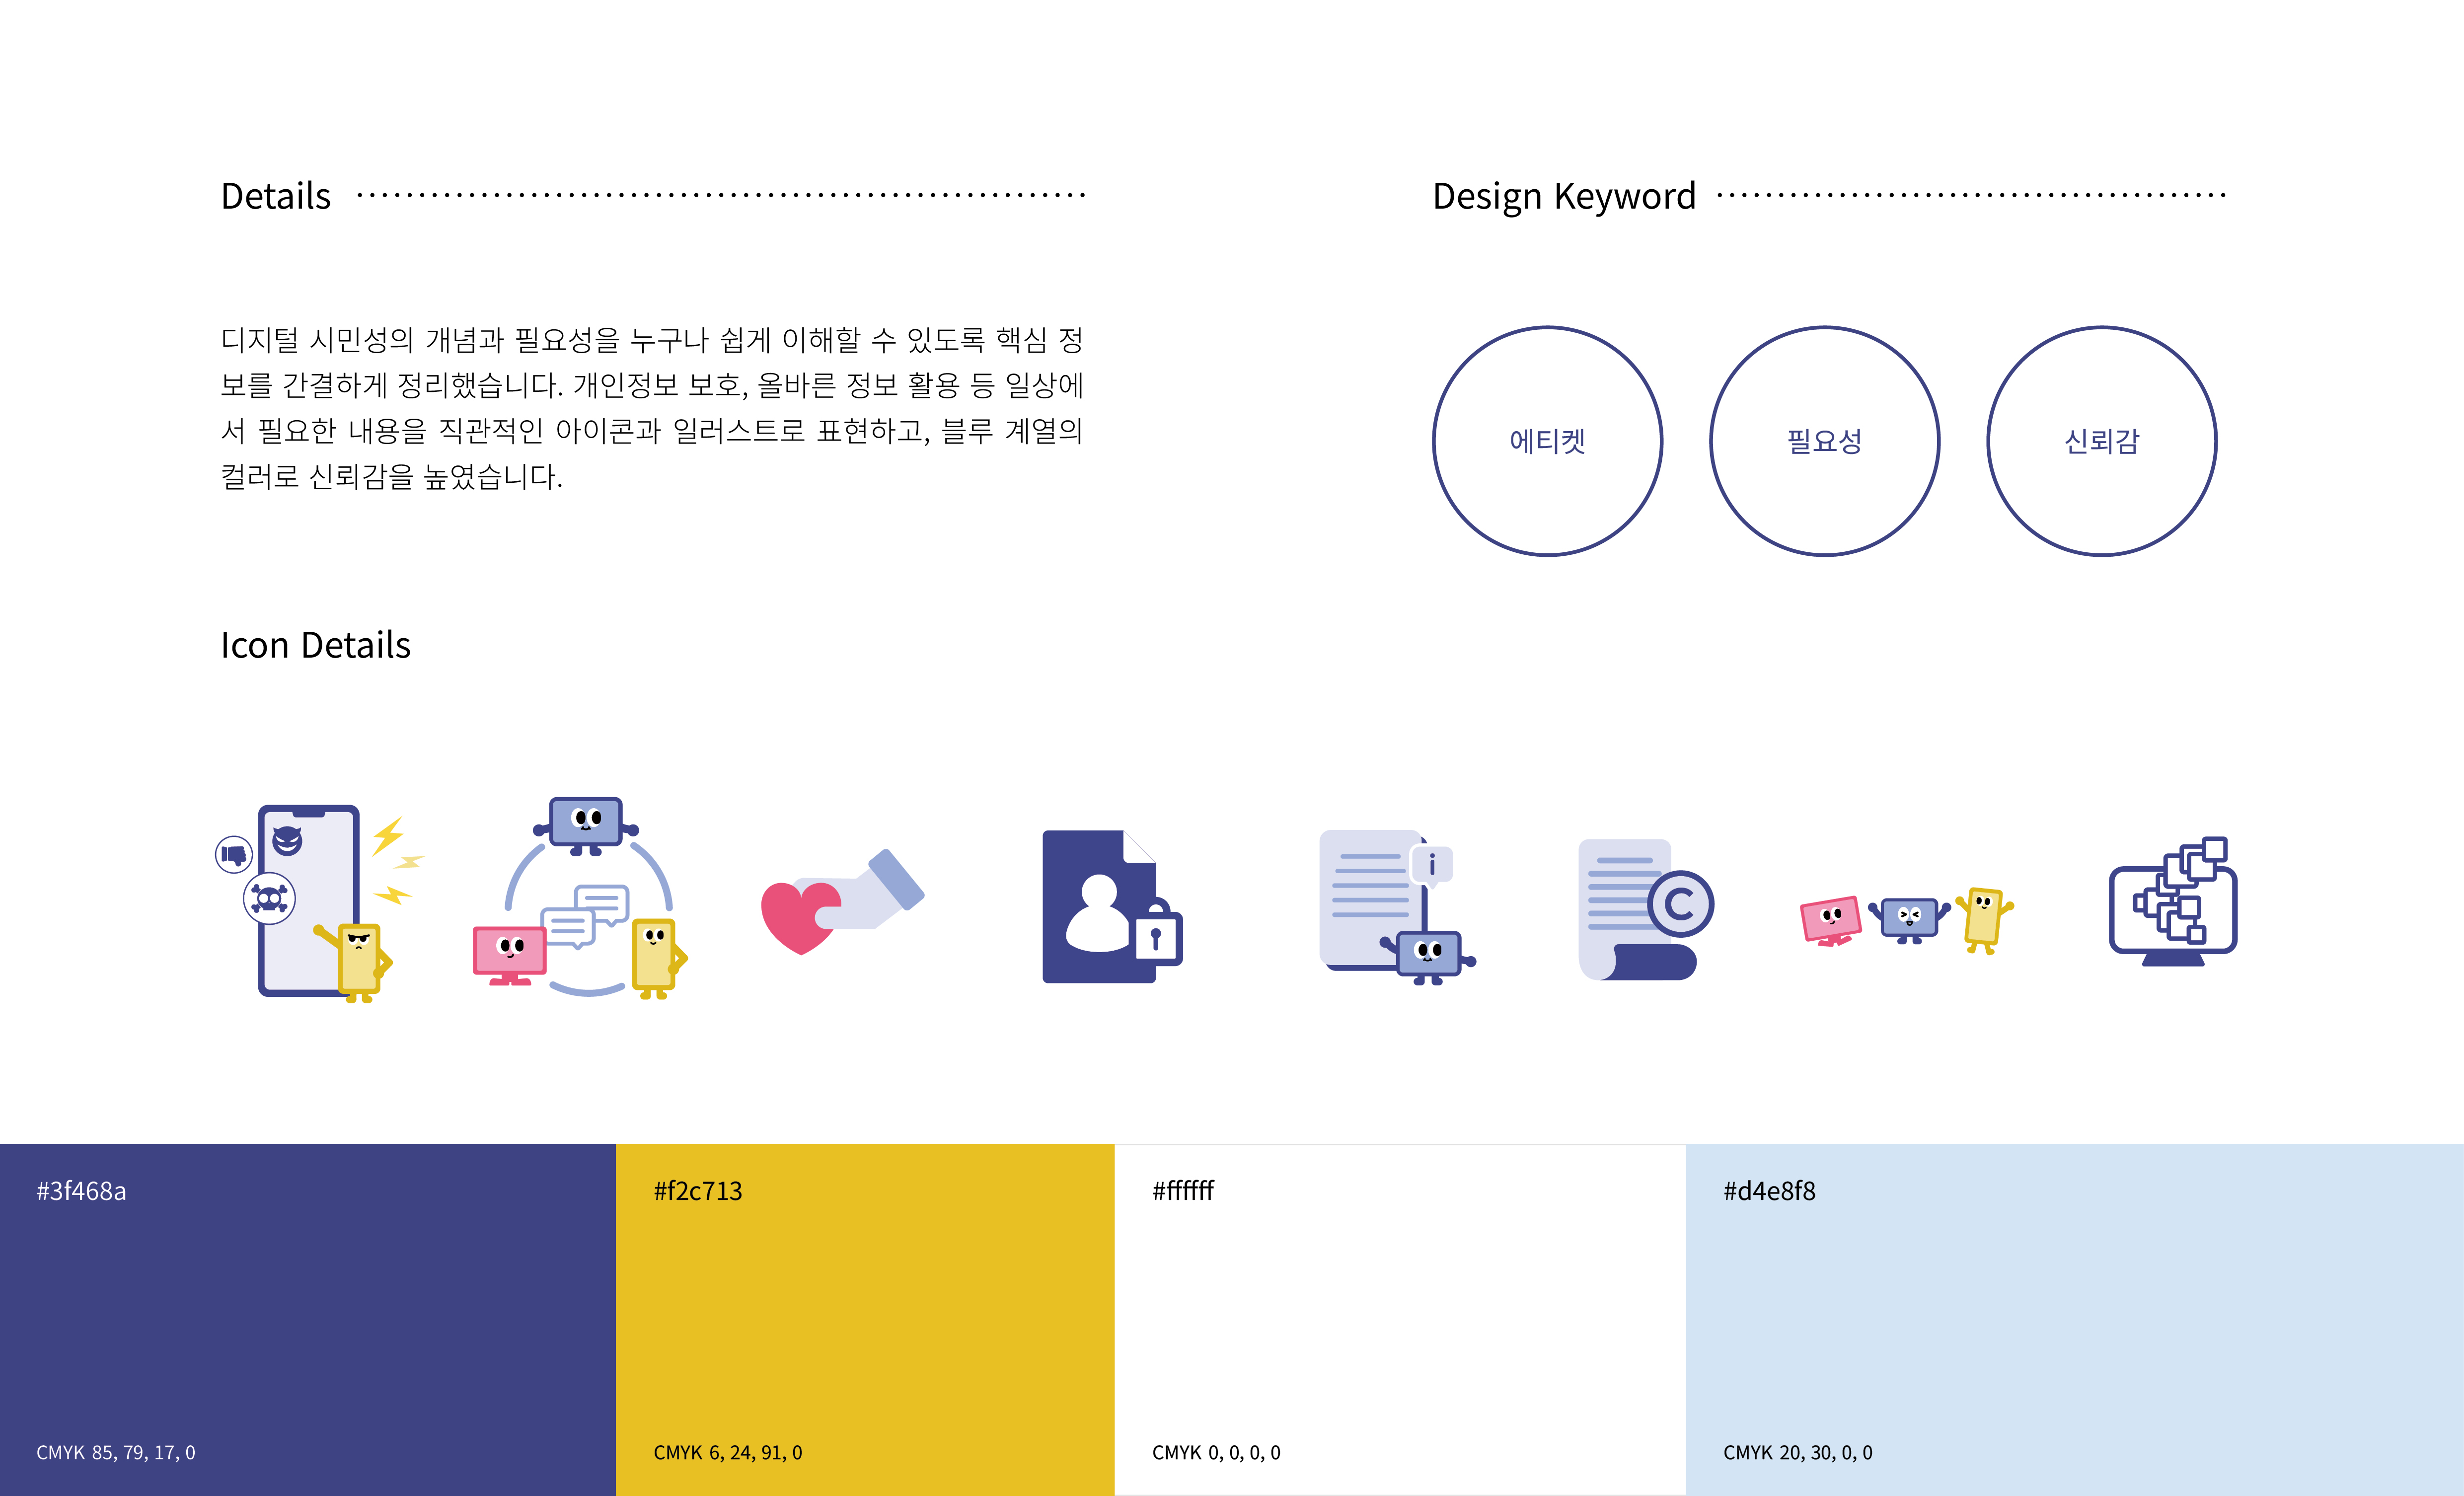 Details
디지털 시민성의 개념과 필요성을 누구나 쉽게 이해할 수 있도록 핵심 정
보를 간결하게 정리했습니다. 개인정보 보호, 올바른 정보 활용 등 일상에
서 필요한 내용을 직관적인 아이콘과 일러스트로 표현하고, 블루 계열의
컬러로 신뢰감을 높였습니다.
Design Keyword
에티켓
필요성
신뢰감
Icon Details
i
C
#3f468a
#f2c713
#ffffff
#d4e8f8
CMYK 85, 79, 17, 0
CMYK 6, 24, 91, 0
CMYK 0, 0, 0, 0
CMYK 20, 30, 0, 0